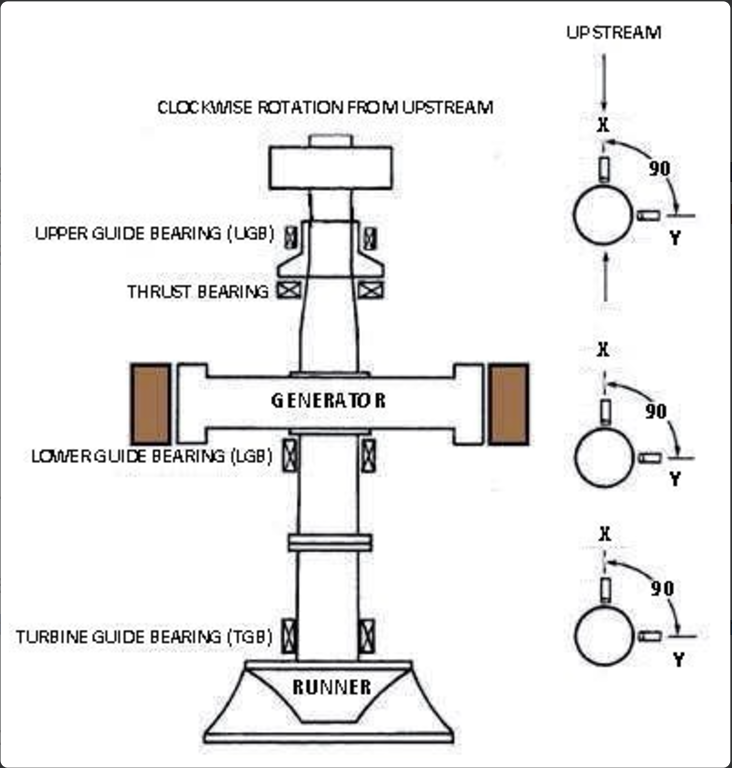 UPSTREAM
CLOCKWISE ROTATION FROM UPSTREAM
X
90
Y
UPPER GUIDE BEARING (UGB)
THRUST BEARING
X
90
Y
GENERATOR
LOWER GUIDE BEARING (LGB)
X
90
Y
TURBINE GUIDE BEARING (TGB)
RUNNER